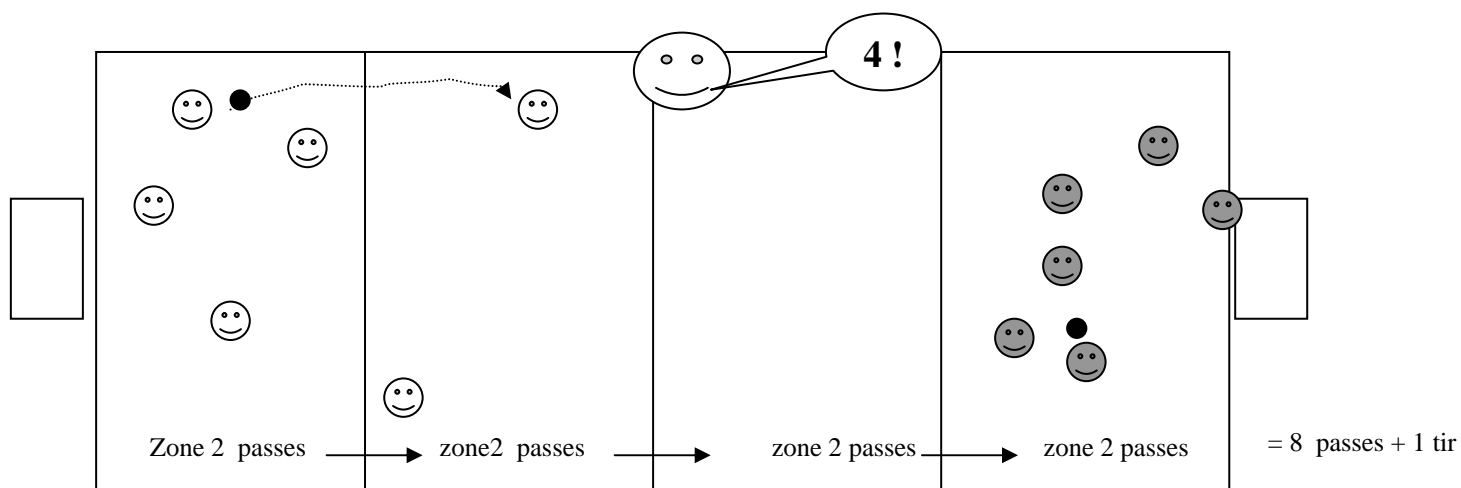 4 !
Zone 2 passes
zone2 passes
zone 2 passes
zone 2 passes
= 8 passes + 1 tir